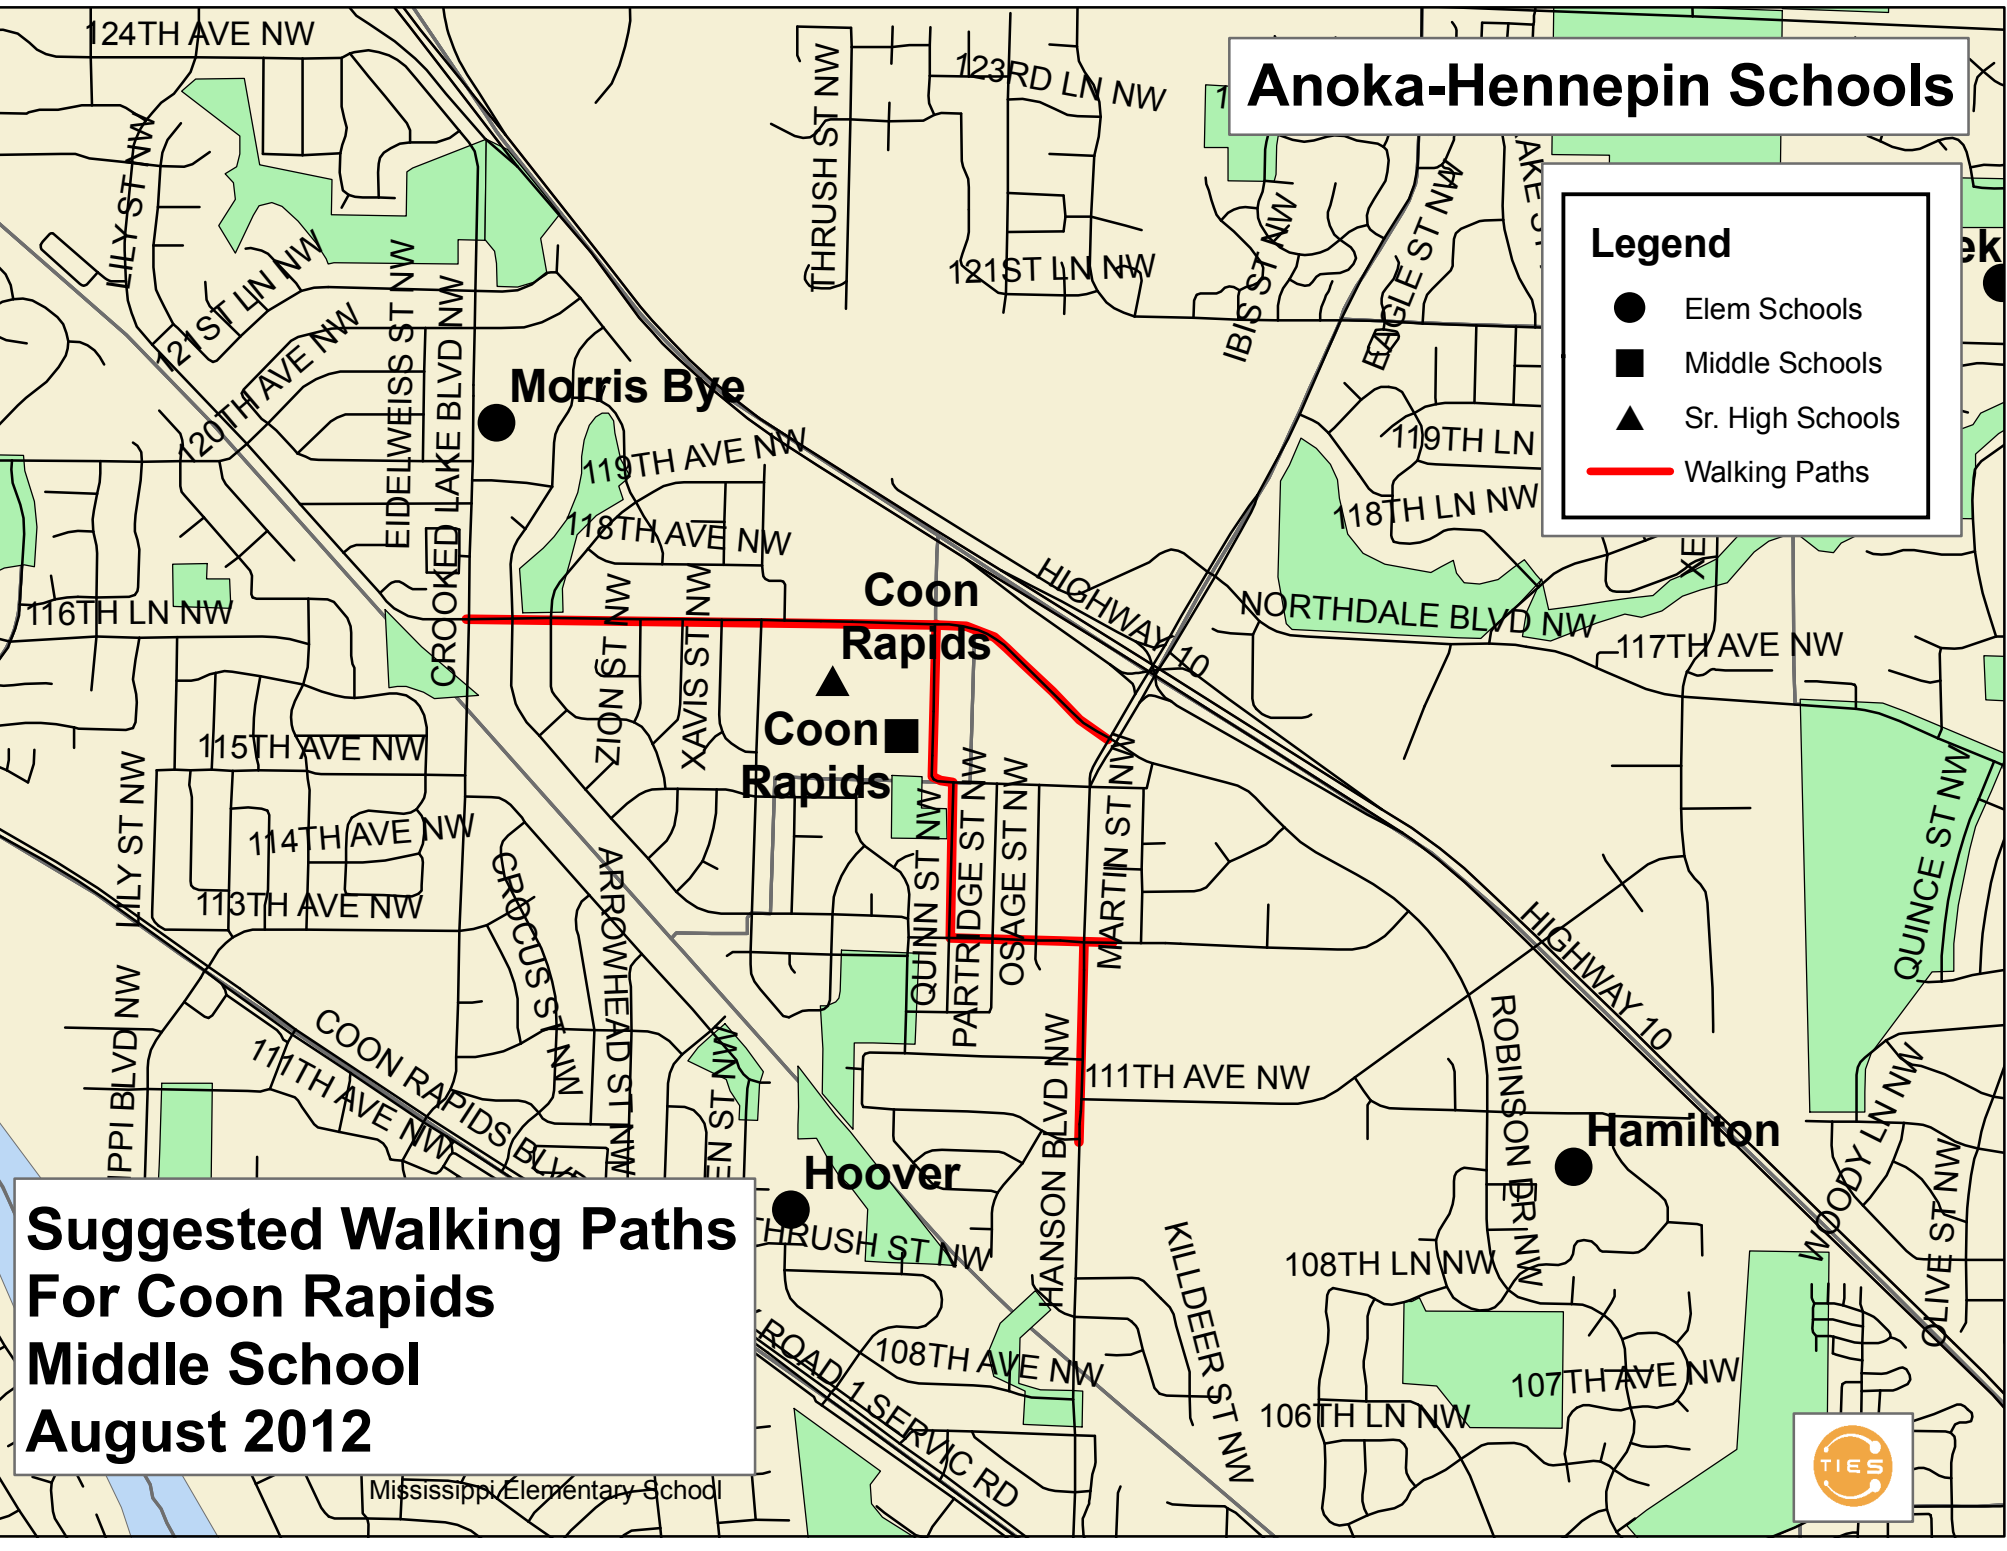 124TH AVE NW
123RD LN NW
Anoka-Hennepin Schools
LILY ST NW
THRUSH ST NW
121ST LN NW
121ST LN NW
IBIS ST NW
EAGLE ST NW
Legend
Elem Schools
Middle Schools
Sr. High Schools
Walking Paths
120TH AVE NW
EIDELWEISS ST NW
CROOKED LAKE BLVD NW
Morris Bye
119TH AVE NW
119TH LN
118TH LN NW
118TH AVE NW
HIGHWAY 10
NORTHDALE BLVD NW
117TH AVE NW
116TH LN NW
Coon
Rapids
ZION ST NW
XAVIS ST NW
Coon
Rapids
115TH AVE NW
LILY ST NW
114TH AVE NW
113TH AVE NW
CROCUS ST NW
ARROWHEAD ST NW
QUINN ST NW
PARTRIDGE ST NW
OSAGE ST NW
MARTIN ST NW
QUINCE ST NW
HIGHWAY 10
IPPI BLVD NW
COON RAPIDS BLVD
111TH AVE NW
EN ST NW
HANSON BLVD NW
111TH AVE NW
ROBINSON DR NW
Hamilton
WOODY LN NW
OLIVE ST NW
Hoover
HRUSH ST NW
KILLDEER ST NW
108TH LN NW
108TH AVE NW
107TH AVE NW
106TH LN NW
ROAD 1 SERVIC RD
Suggested Walking Paths
For Coon Rapids
Middle School
August 2012
Mississippi Elementary School
TIES